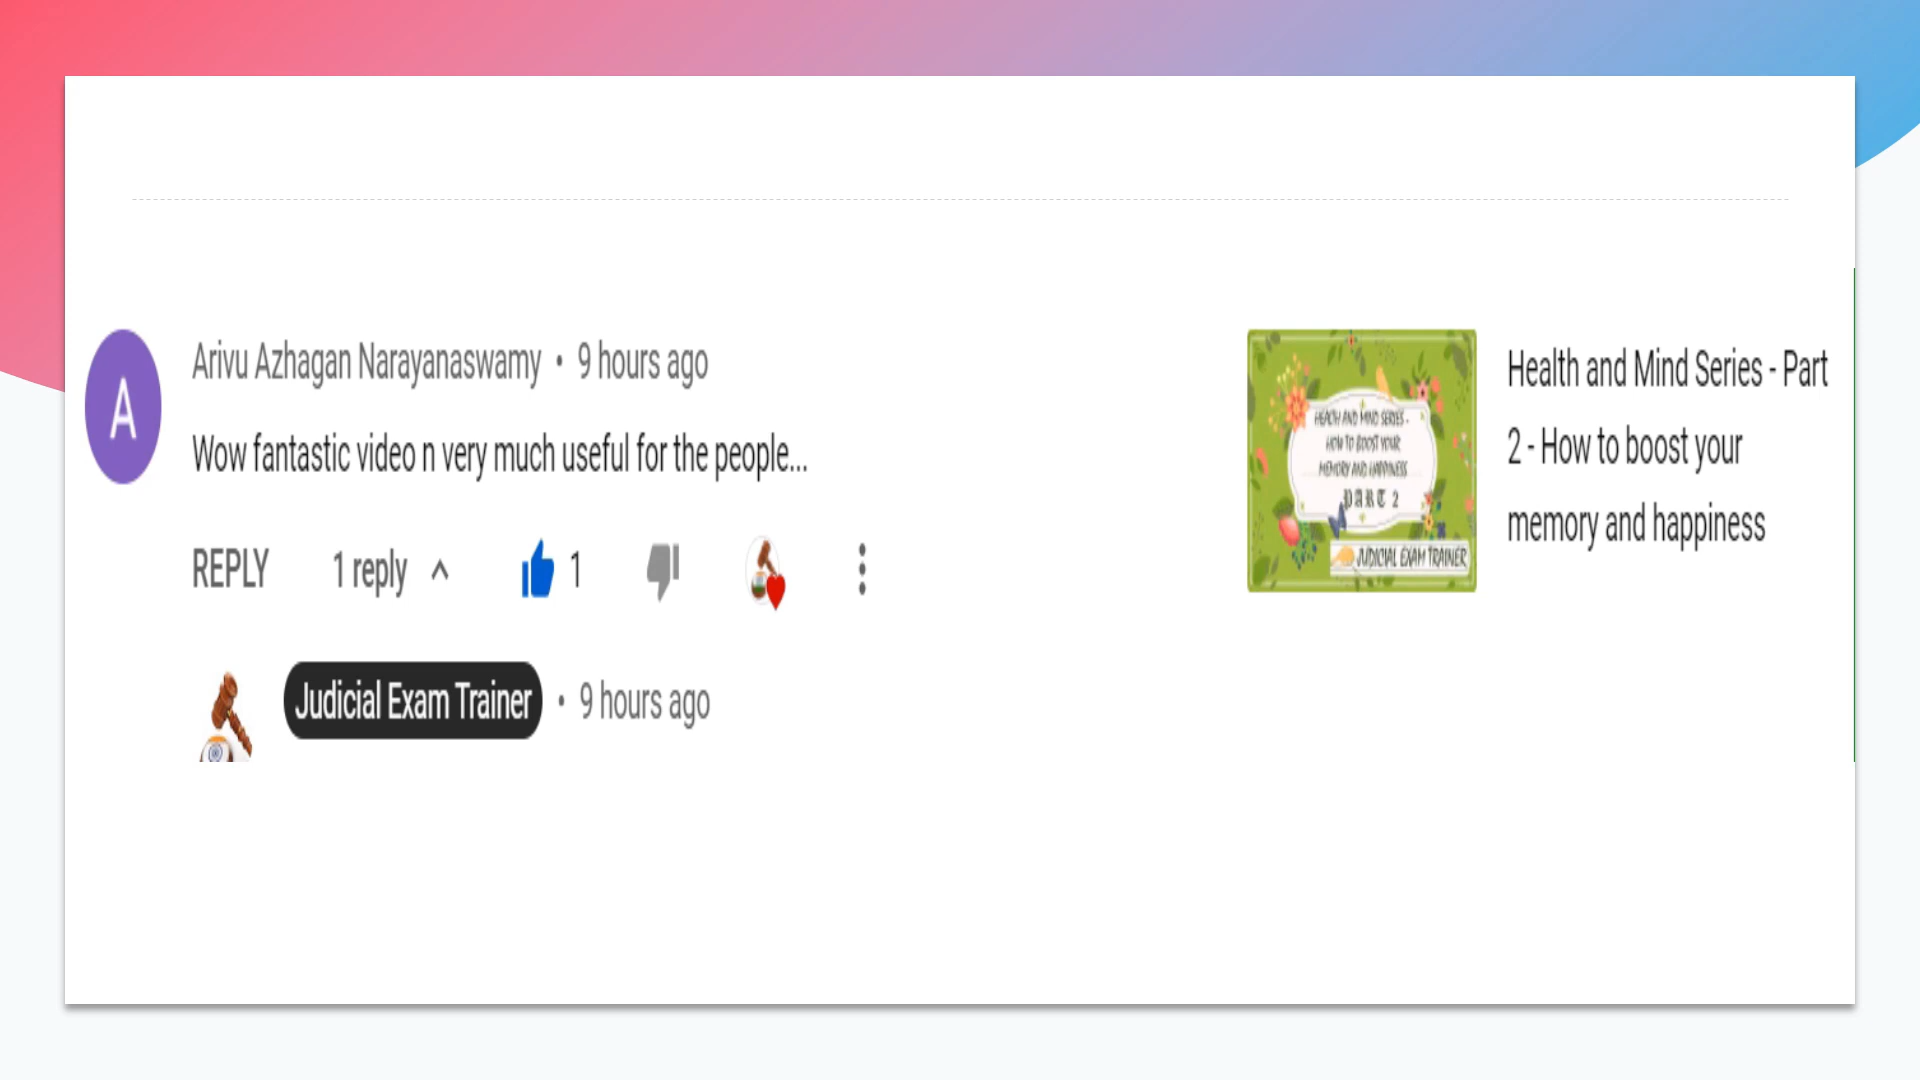 A
Arivu Azhagan Narayanaswamy • 9 hours ago
Wow fantastic video n very much useful for the people...
REPLY 1 reply 1
Judicial Exam Trainer • 9 hours ago
HEALTH AND MIND SERIES -
HOW TO BOOST YOUR
MEMORY AND HAPPINESS
PART 2
JUDICIAL EXAM TRAINER
Health and Mind Series - Part
2 - How to boost your
memory and happiness